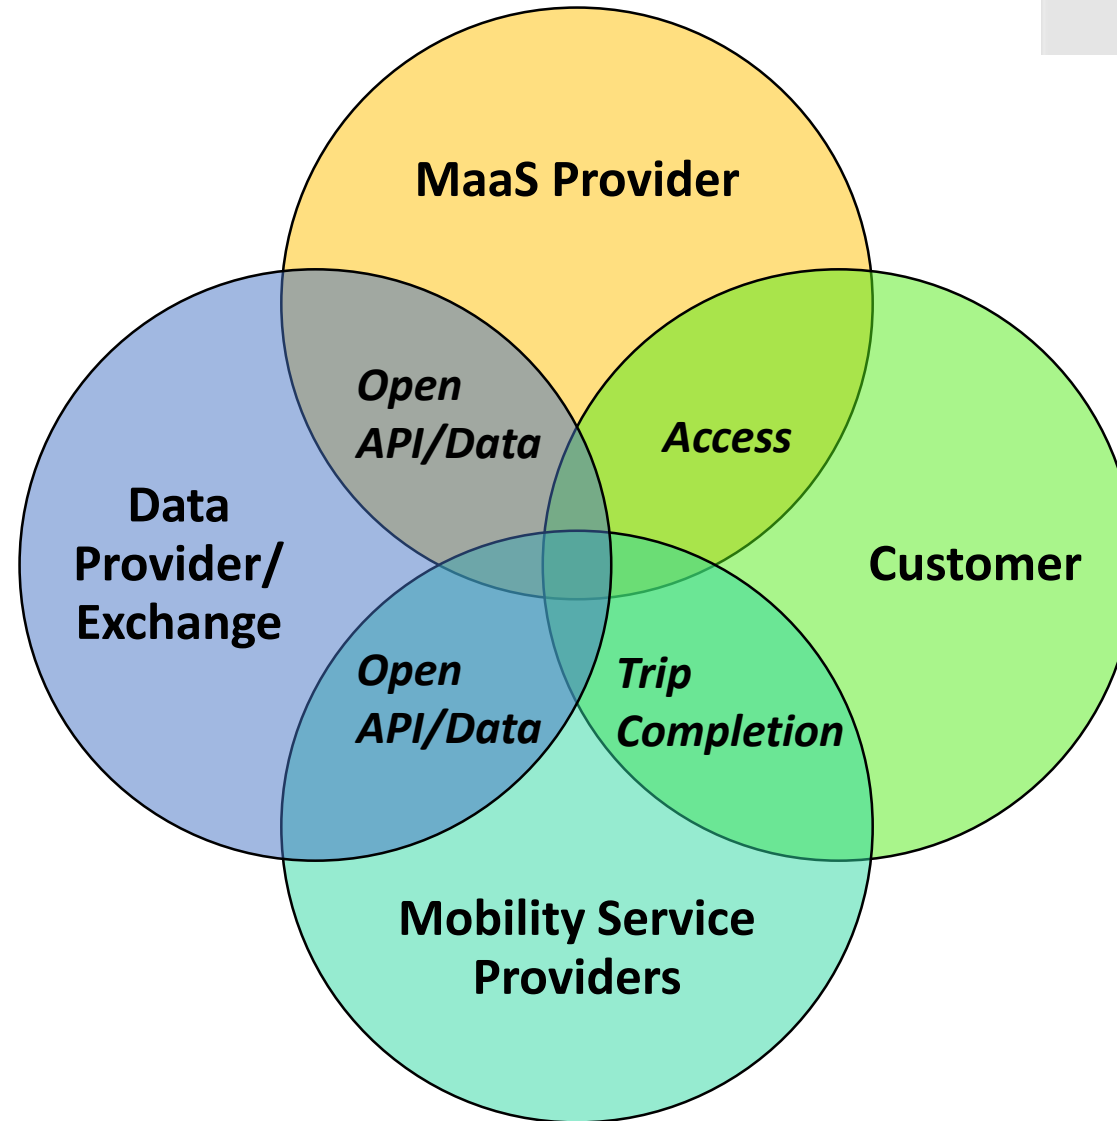 MaaS Provider
Open
API/Data
Access
Data
Provider/
Exchange
Customer
Open
API/Data
Trip
Completion
Mobility Service
Providers